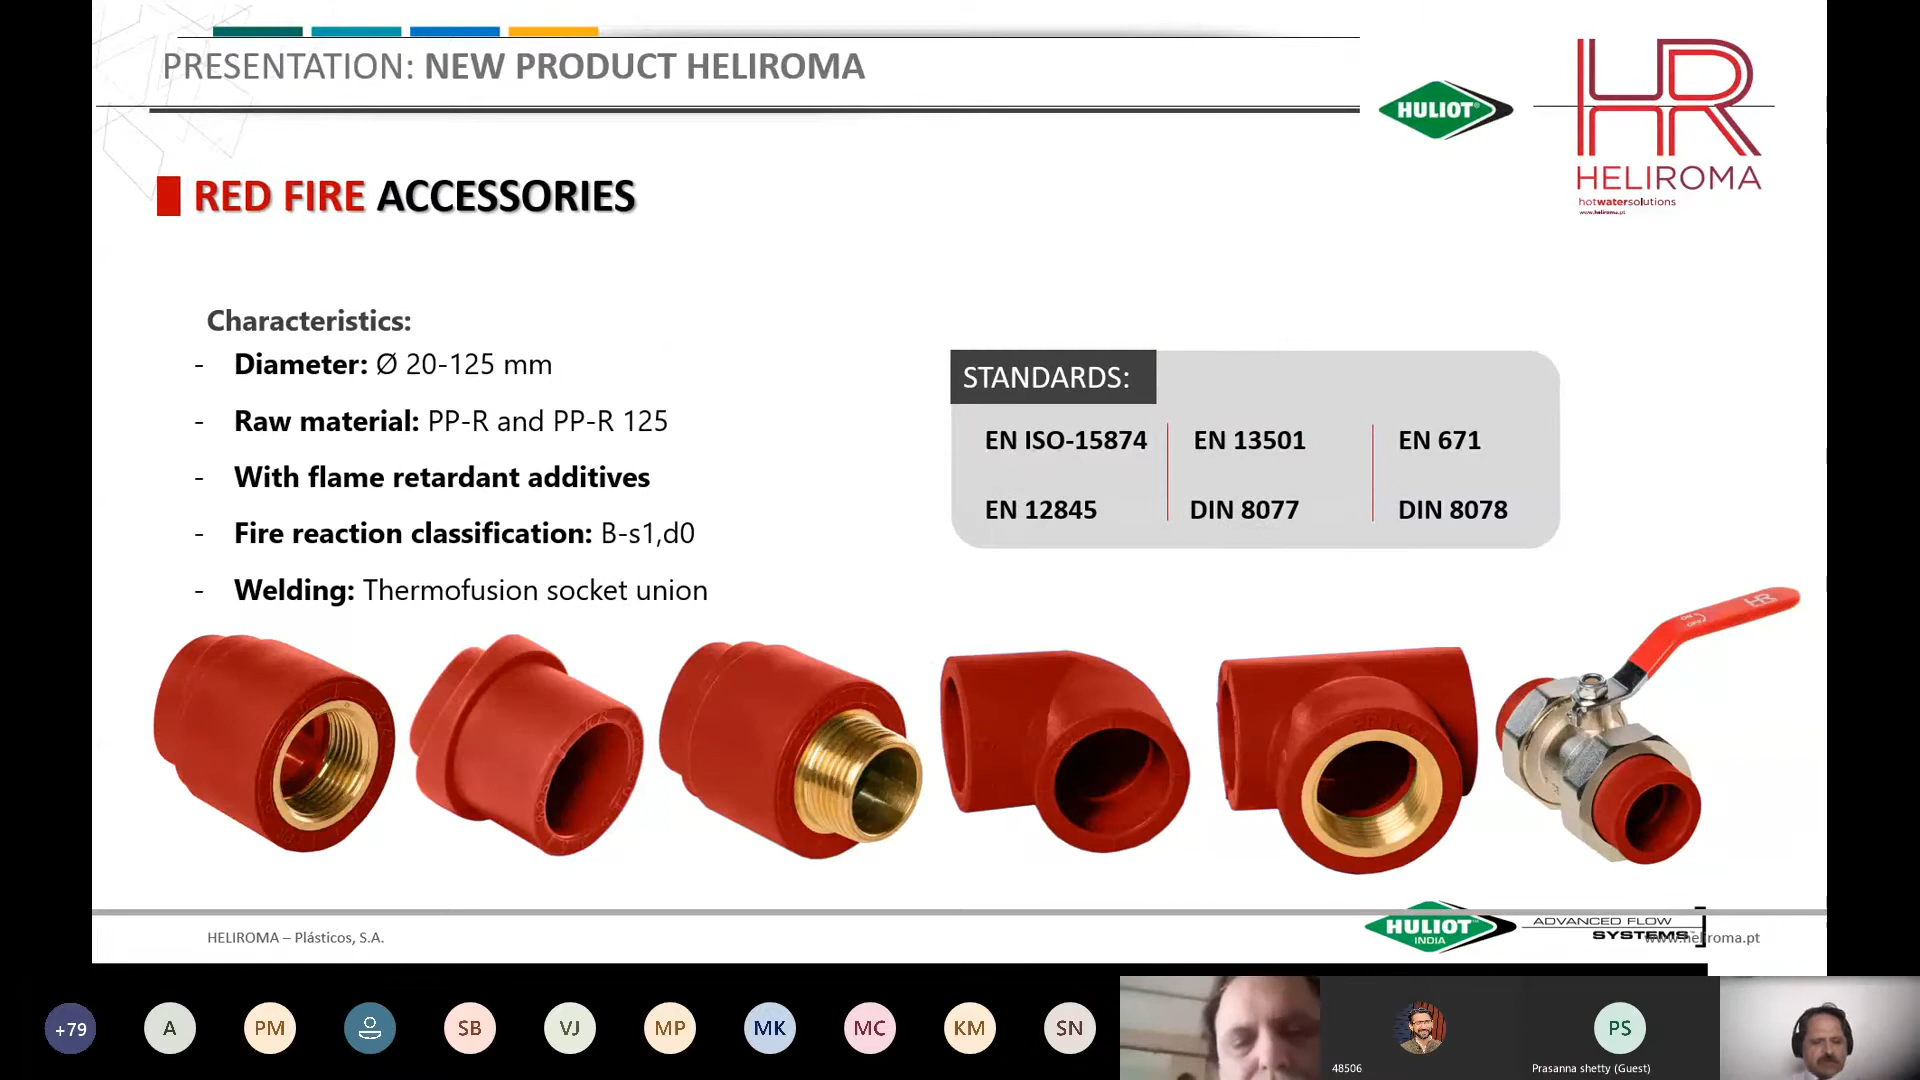 PRESENTATION: NEW PRODUCT HELIROMA
HULIOT
HR
HELIROMA
hotwatersolutions
www.heliroma.pt
RED FIRE ACCESSORIES
Characteristics:
- Diameter: Ø 20-125 mm
- Raw material: PP-R and PP-R 125
- With flame retardant additives
- Fire reaction classification: B-s1,d0
- Welding: Thermofusion socket union
STANDARDS:
EN ISO-15874 EN 13501 EN 671
EN 12845 DIN 8077 DIN 8078
HR
HELIROMA – Plásticos, S.A.
HULIOT
INDIA
ADVANCED FLOW
SYSTEMS
www.heliroma.pt
+79 A PM SB VJ MP MK MC KM SN PS
48506
Prasanna shetty (Guest)